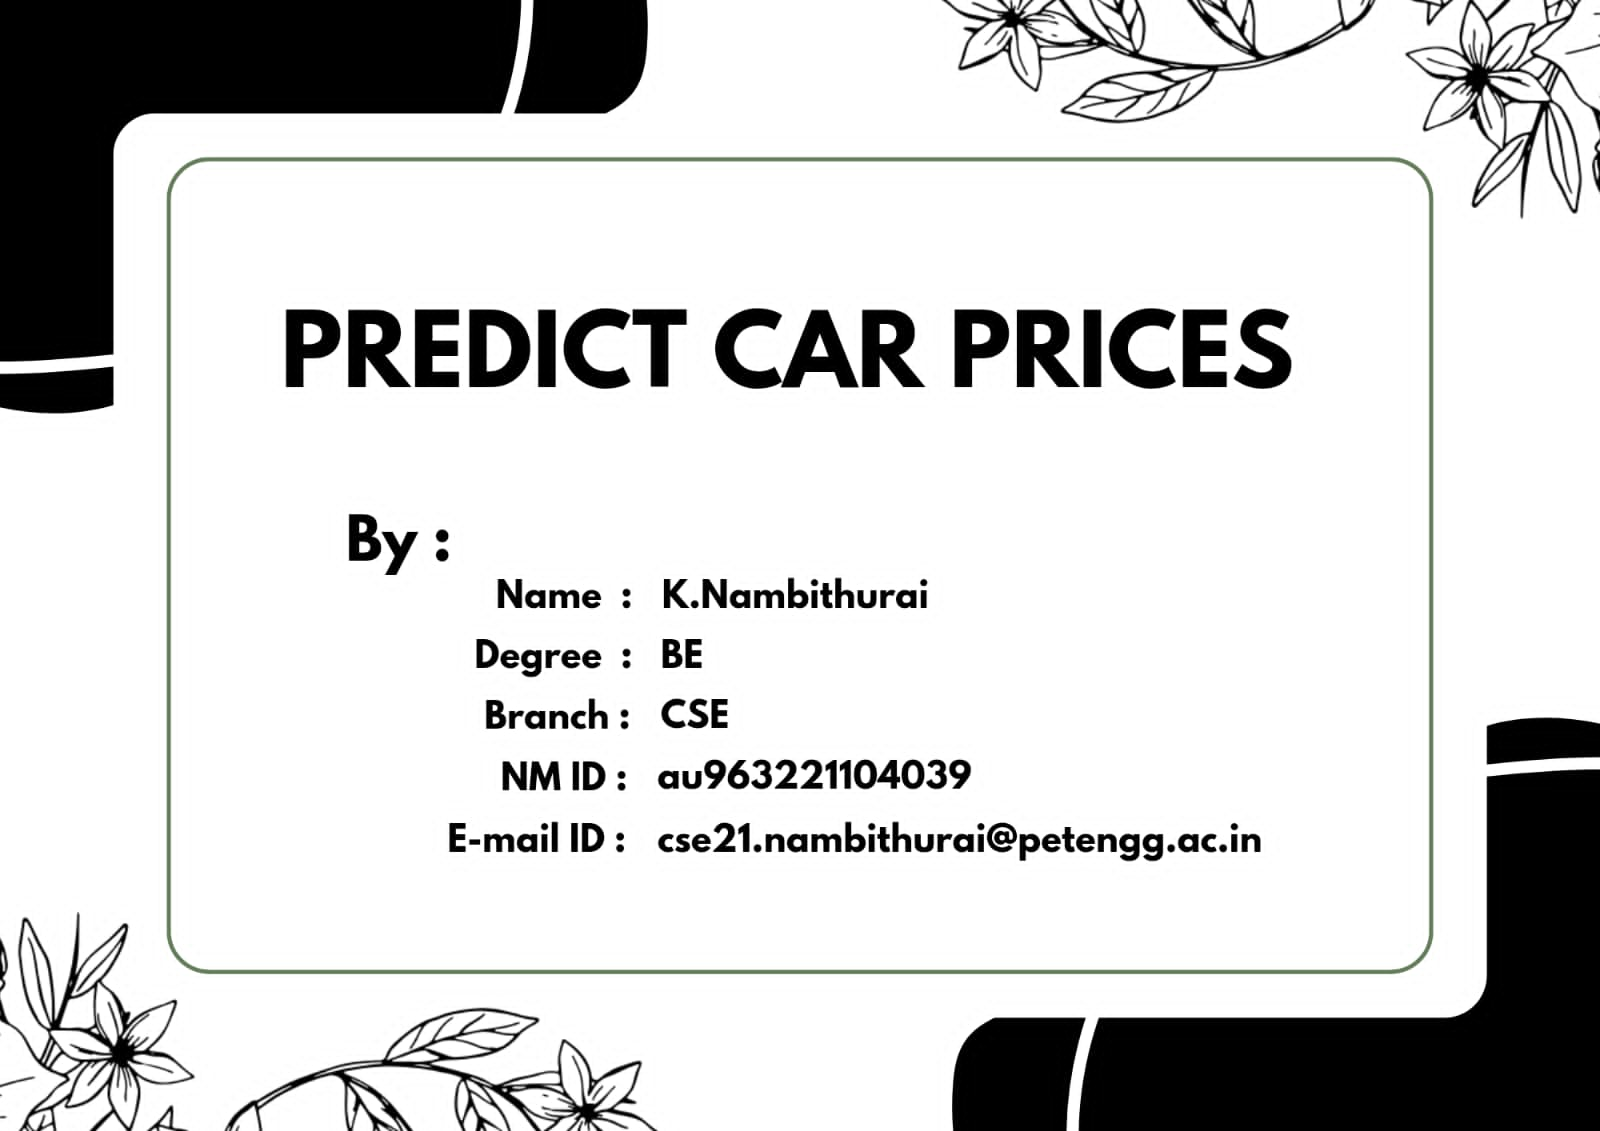 PREDICT CAR PRICES
By :
Name : K.Nambithurai
Degree : BE
Branch : CSE
NM ID : au963221104039
E-mail ID : cse21.nambithurai@petengg.ac.in